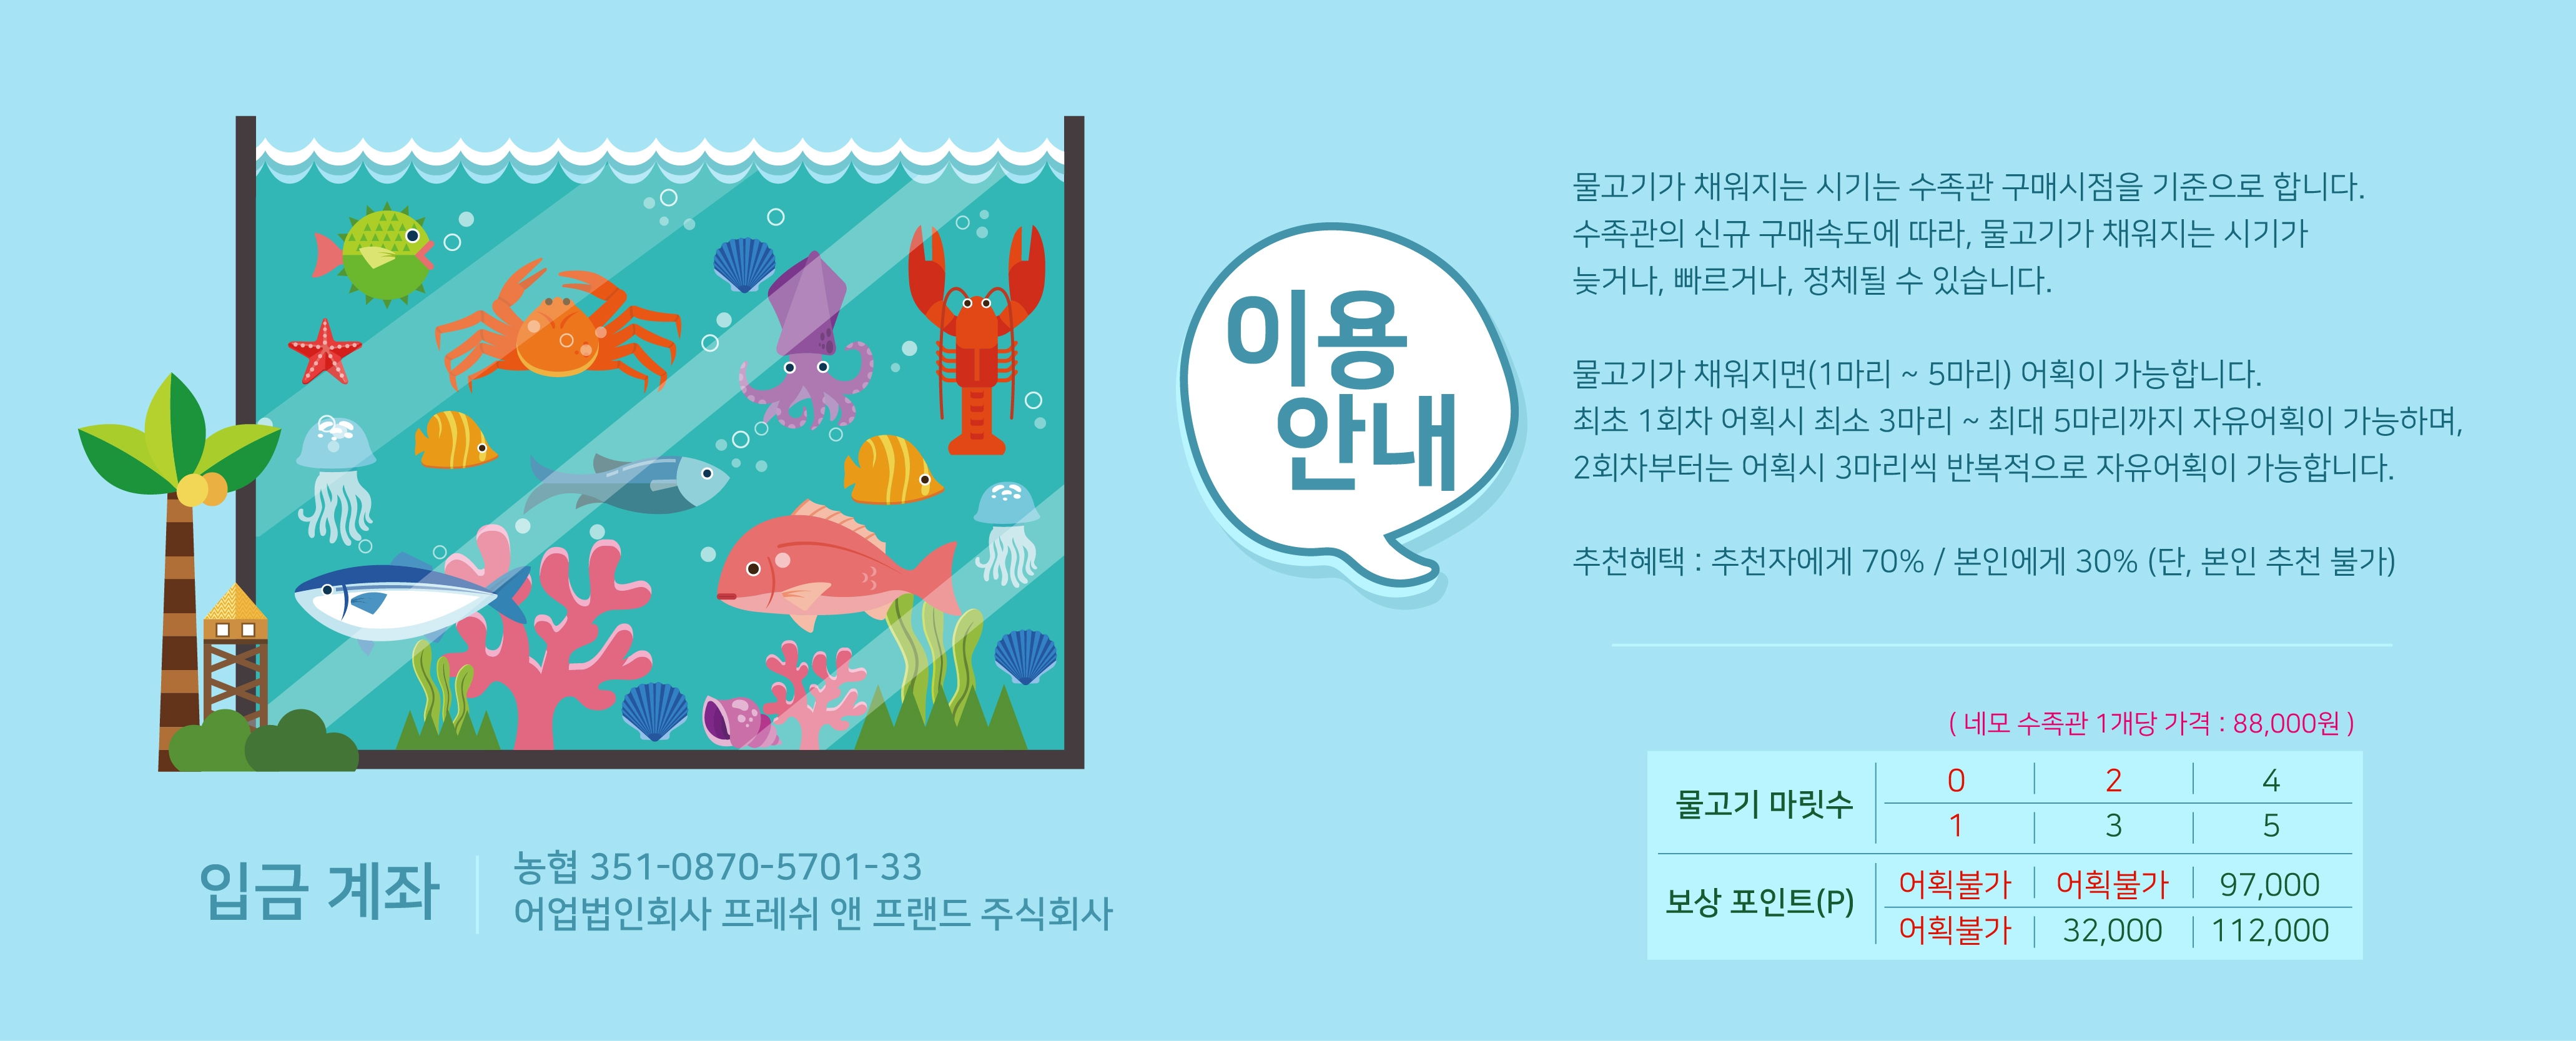 이용
안내
물고기가 채워지는 시기는 수족관 구매시점을 기준으로 합니다.
수족관의 신규 구매속도에 따라, 물고기가 채워지는 시기가
늦거나, 빠르거나, 정체될 수 있습니다.
물고기가 채워지면(1마리 ~ 5마리) 어획이 가능합니다.
최초 1회차 어획시 최소 3마리 ~ 최대 5마리까지 자유어획이 가능하며,
2회차부터는 어획시 3마리씩 반복적으로 자유어획이 가능합니다.
추천혜택 : 추천자에게 70% / 본인에게 30% (단, 본인 추천 불가)
( 네모 수족관 1개당 가격 : 88,000원 )
물고기 마릿수
0 2 4
1 3 5
보상 포인트(P)
어획불가 어획불가 97,000
어획불가 32,000 112,000
입금 계좌
농협 351-0870-5701-33
어업법인회사 프레쉬 앤 프랜드 주식회사